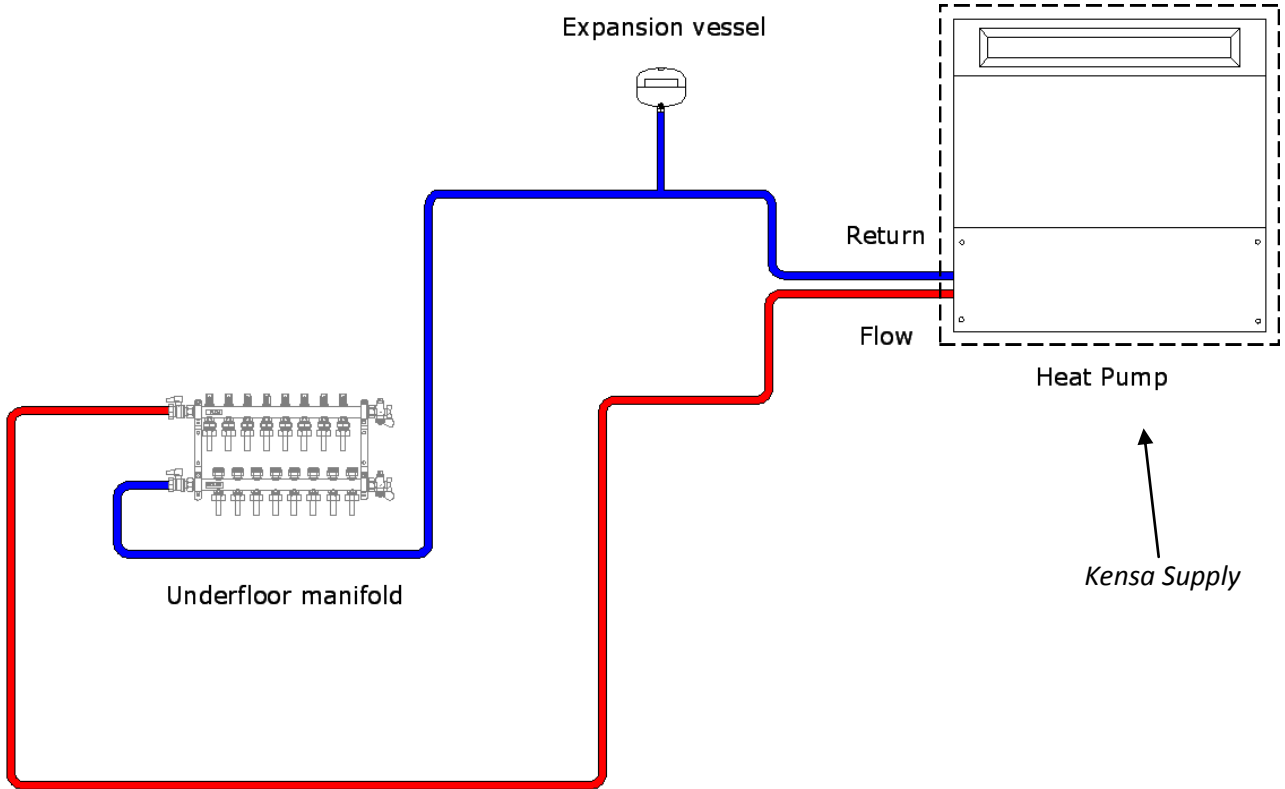 Expansion vessel
Return
Flow
Heat Pump
Kensa Supply
Underfloor manifold